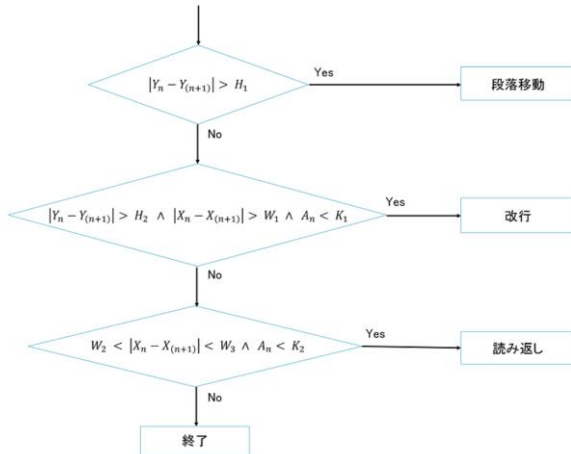 |Y_n − Y_(n+1)| > H_1
Yes
段落移動
No
|Y_n − Y_(n+1)| > H_2 ∧ |X_n − X_(n+1)| > W_1 ∧ A_n < K_1
Yes
改行
No
W_2 < |X_n − X_(n+1)| < W_3 ∧ A_n < K_2
Yes
読み返し
No
終了